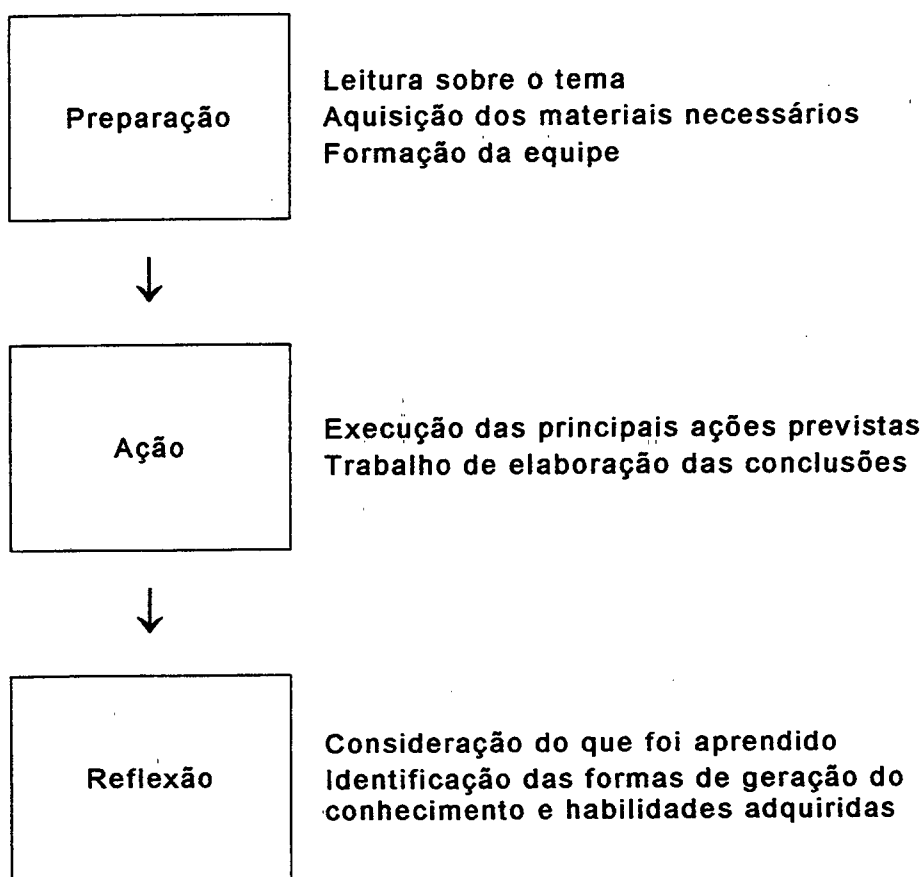 Preparação
Leitura sobre o tema
Aquisição dos materiais necessários
Formação da equipe
Ação
Execução das principais ações previstas
Trabalho de elaboração das conclusões
Reflexão
Consideração do que foi aprendido
Identificação das formas de geração do
conhecimento e habilidades adquiridas